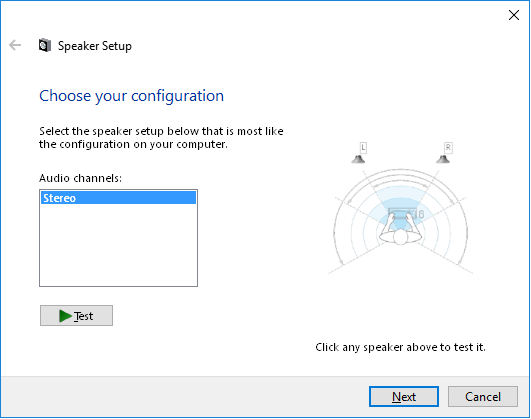 Speaker Setup
Choose your configuration
Select the speaker setup below that is most like
the configuration on your computer.
Audio channels:
Stereo
L
R
Test
Click any speaker above to test it.
Next
Cancel